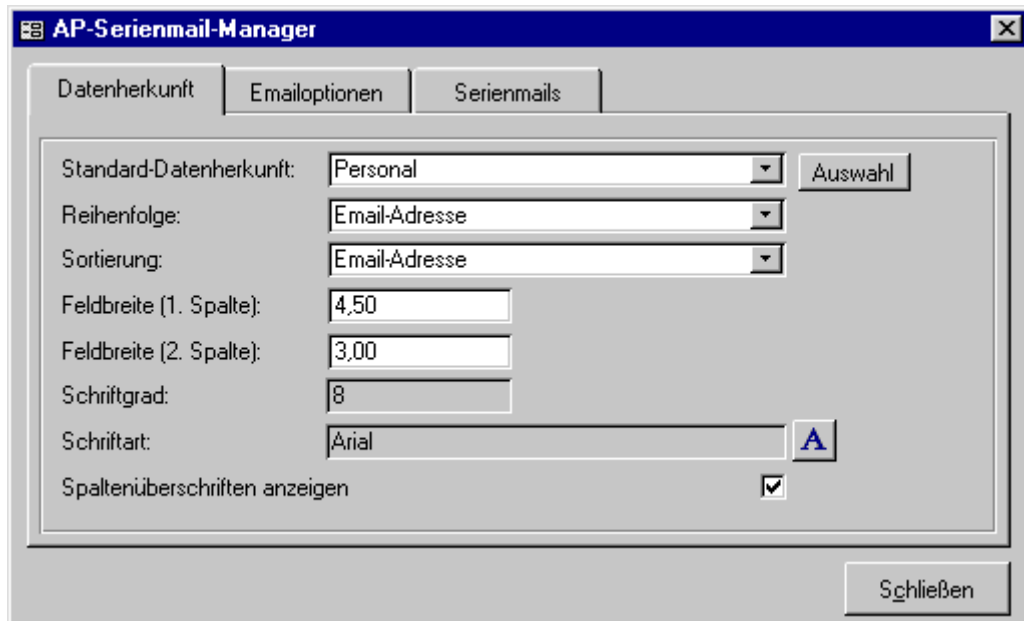 AP-Serienmail-Manager
Datenherkunft Emailoptionen Serienmails
Standard-Datenherkunft: Personal Auswahl
Reihenfolge: Email-Adresse
Sortierung: Email-Adresse
Feldbreite (1. Spalte): 4,50
Feldbreite (2. Spalte): 3,00
Schriftgrad: 8
Schriftart: Arial A
Spaltenüberschriften anzeigen
Schließen